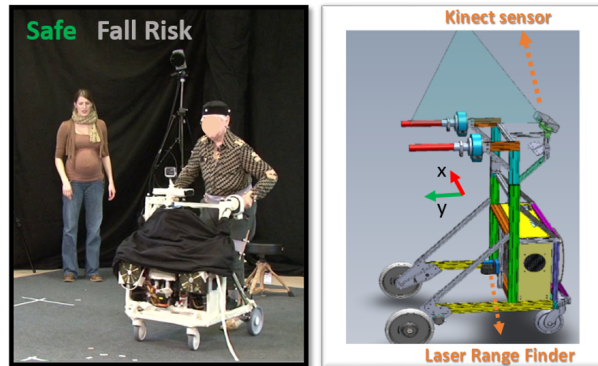 Safe Fall Risk
Kinect sensor
x
y
Laser Range Finder